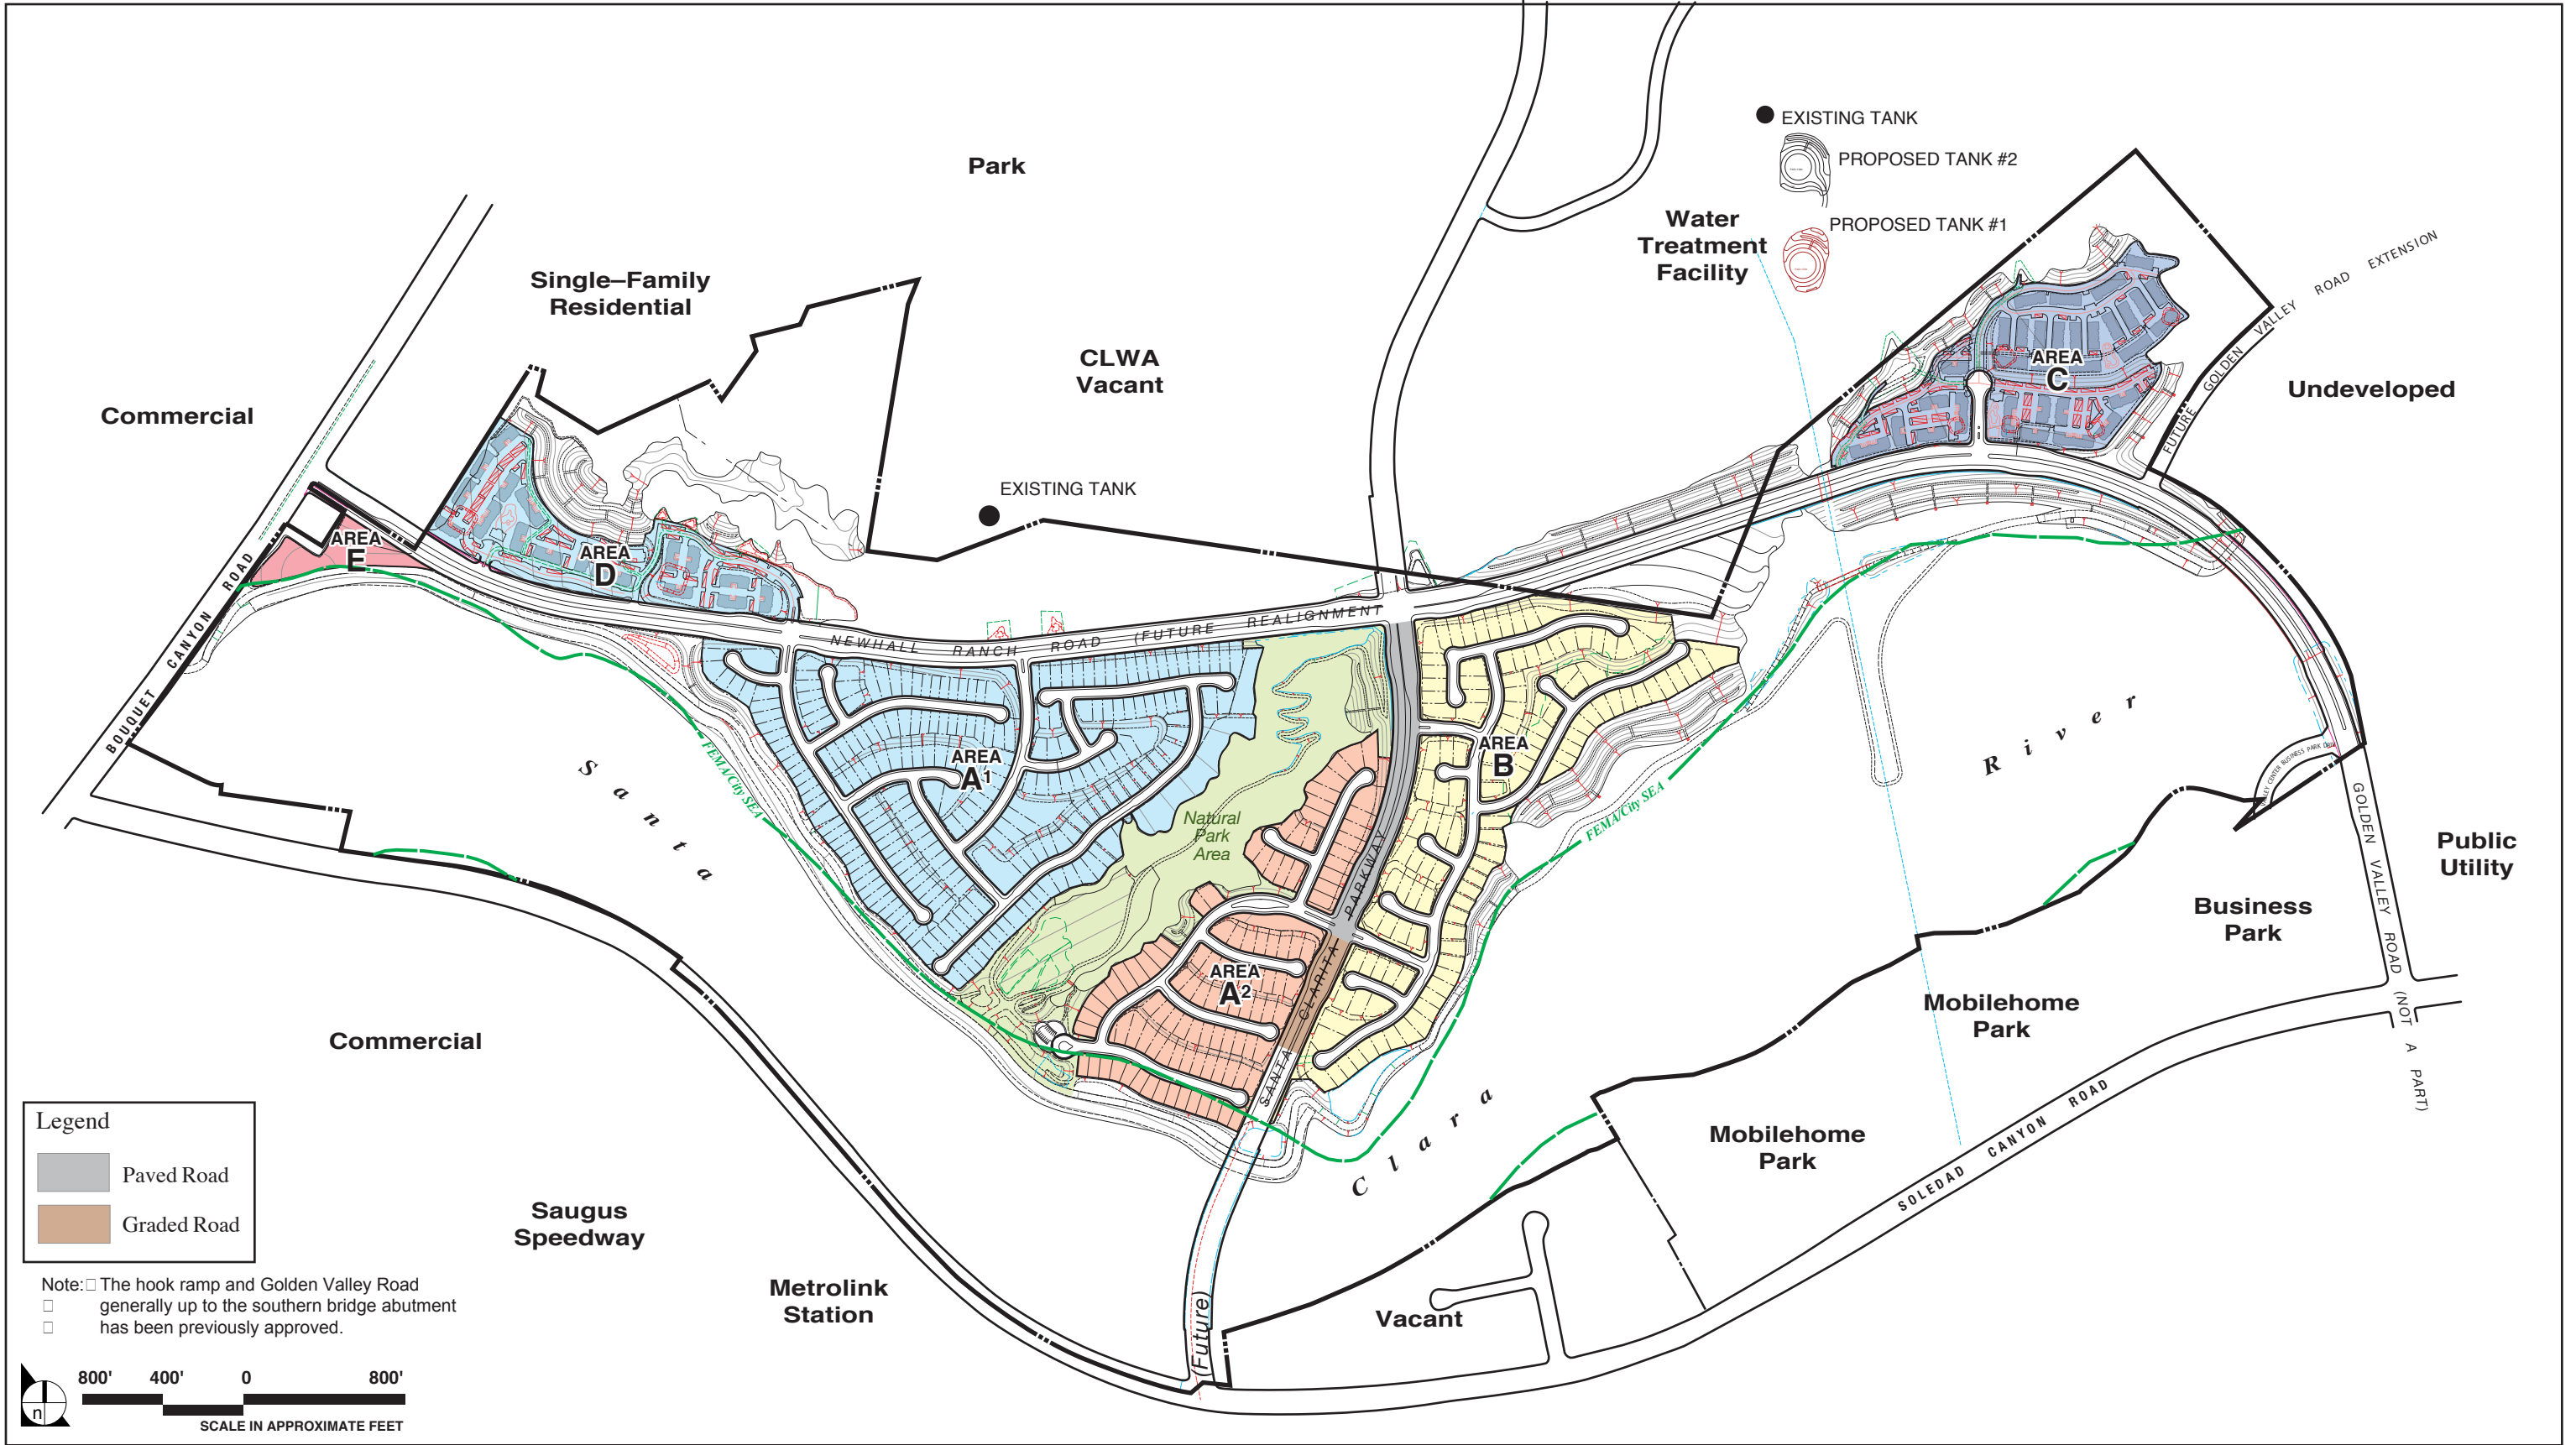 EXISTING TANK
PROPOSED TANK #2
PROPOSED TANK #1
Park
Water
Treatment
Facility
Single–Family
Residential
CLWA
Vacant
Commercial
AREA
C
FUTURE GOLDEN VALLEY ROAD EXTENSION
Undeveloped
EXISTING TANK
AREA
E
AREA
D
BOUQUET CANYON ROAD
NEWHALL RANCH ROAD (FUTURE REALIGNMENT
AREA
A1
AREA
B
Natural
Park
Area
AREA
A2
SANTA CLARITA PARKWAY
(Future)
FEMA/City SEA
FEMA/City SEA
Santa
Clara
River
CENTER BUSINESS PARK
GOLDEN VALLEY ROAD (NOT A PART)
Public
Utility
Business
Park
Mobilehome
Park
Mobilehome
Park
SOLEDAD CANYON ROAD
Vacant
Commercial
Saugus
Speedway
Metrolink
Station
Legend
Paved Road
Graded Road
Note: The hook ramp and Golden Valley Road
generally up to the southern bridge abutment
has been previously approved.
n
800' 400' 0 800'
SCALE IN APPROXIMATE FEET